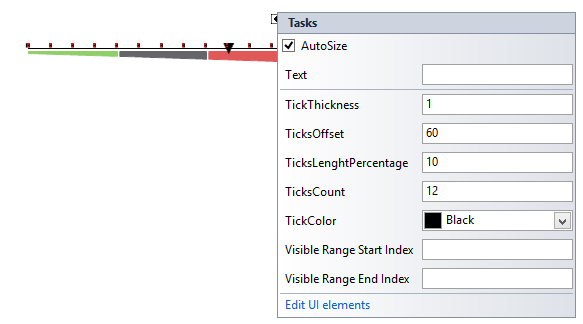 Tasks
AutoSize
Text
TickThickness 1
TicksOffset 60
TicksLenghtPercentage 10
TicksCount 12
TickColor Black
Visible Range Start Index
Visible Range End Index
Edit UI elements